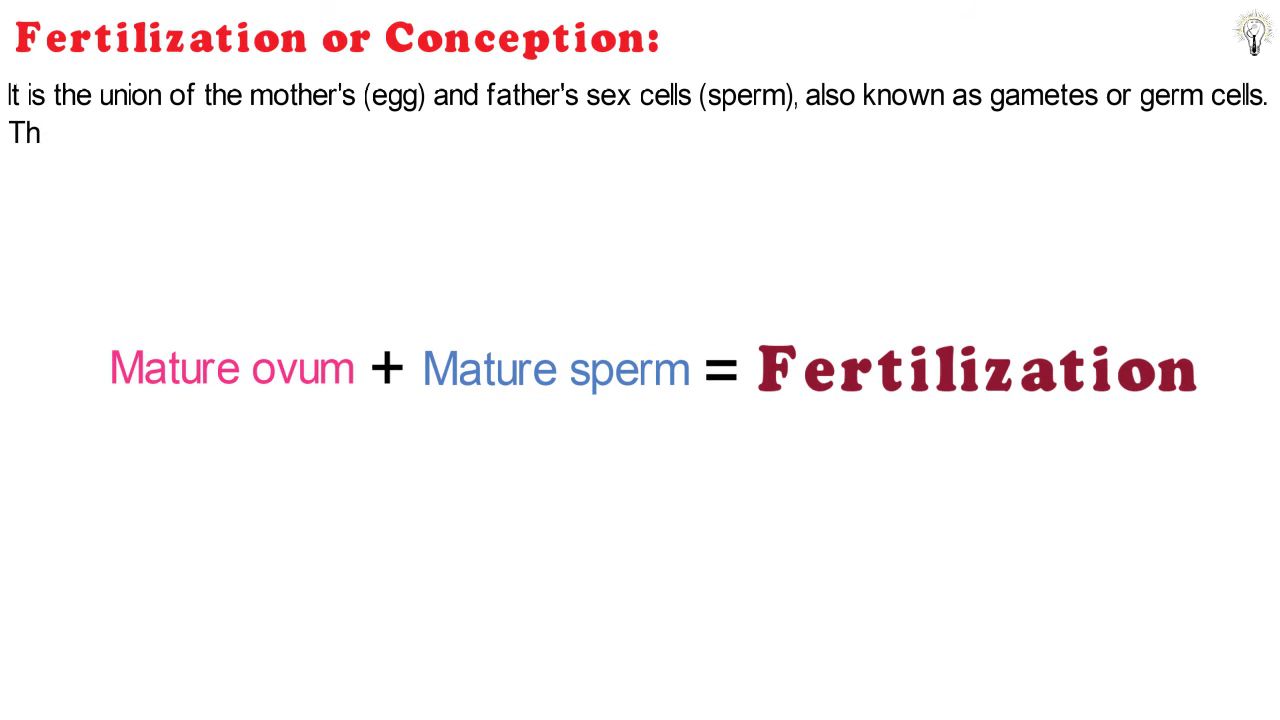 Fertilization or Conception:
It is the union of the mother's (egg) and father's sex cells (sperm), also known as gametes or germ cells.
Th
Mature ovum + Mature sperm = Fertilization